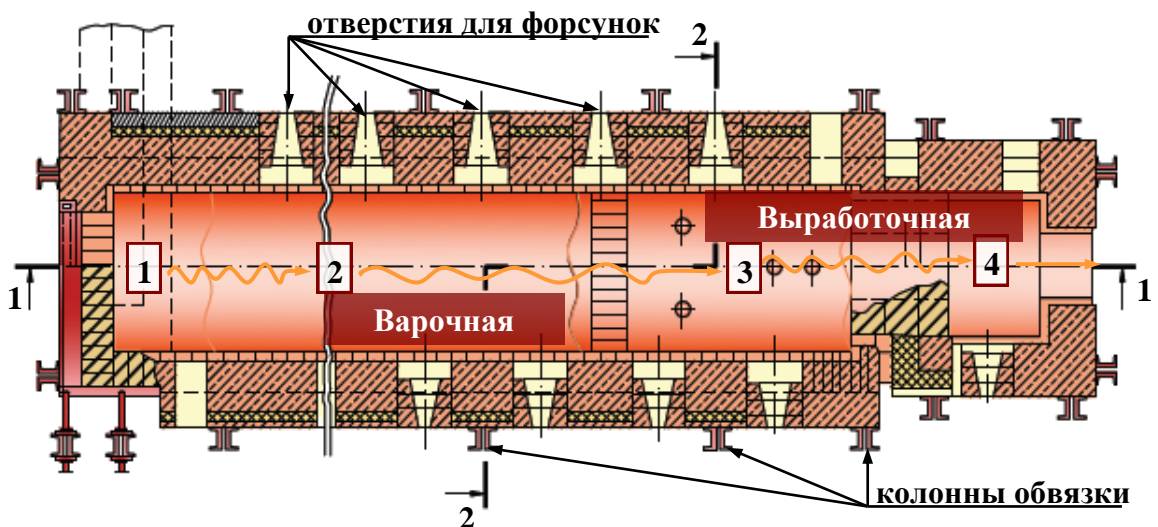 отверстия для форсунок
2
Выработочная
1
2
3
4
1
1
Варочная
колонны обвязки
2